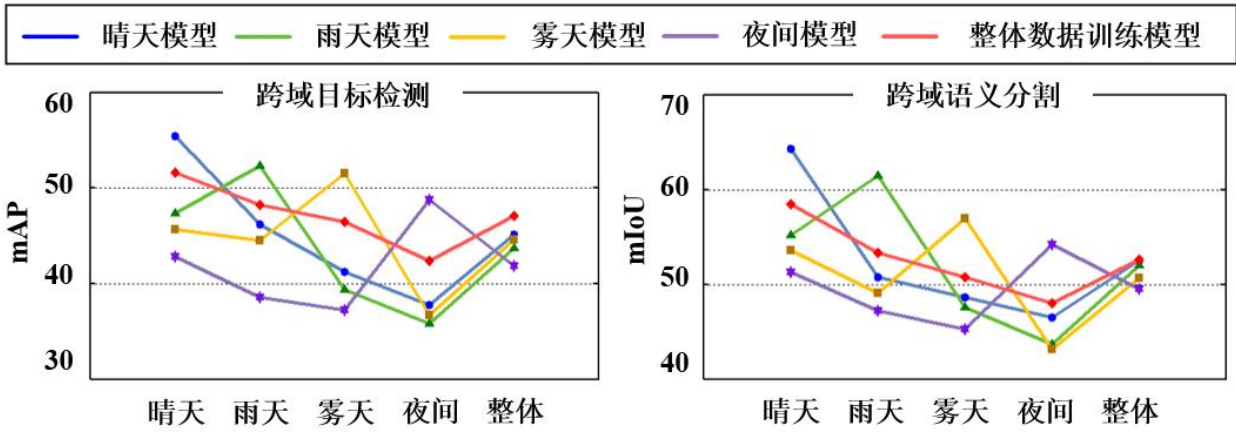 晴天模型 雨天模型 雾天模型 夜间模型 整体数据训练模型
跨域目标检测
mAP
60
50
40
30
晴天 雨天 雾天 夜间 整体
跨域语义分割
mIoU
70
60
50
40
晴天 雨天 雾天 夜间 整体